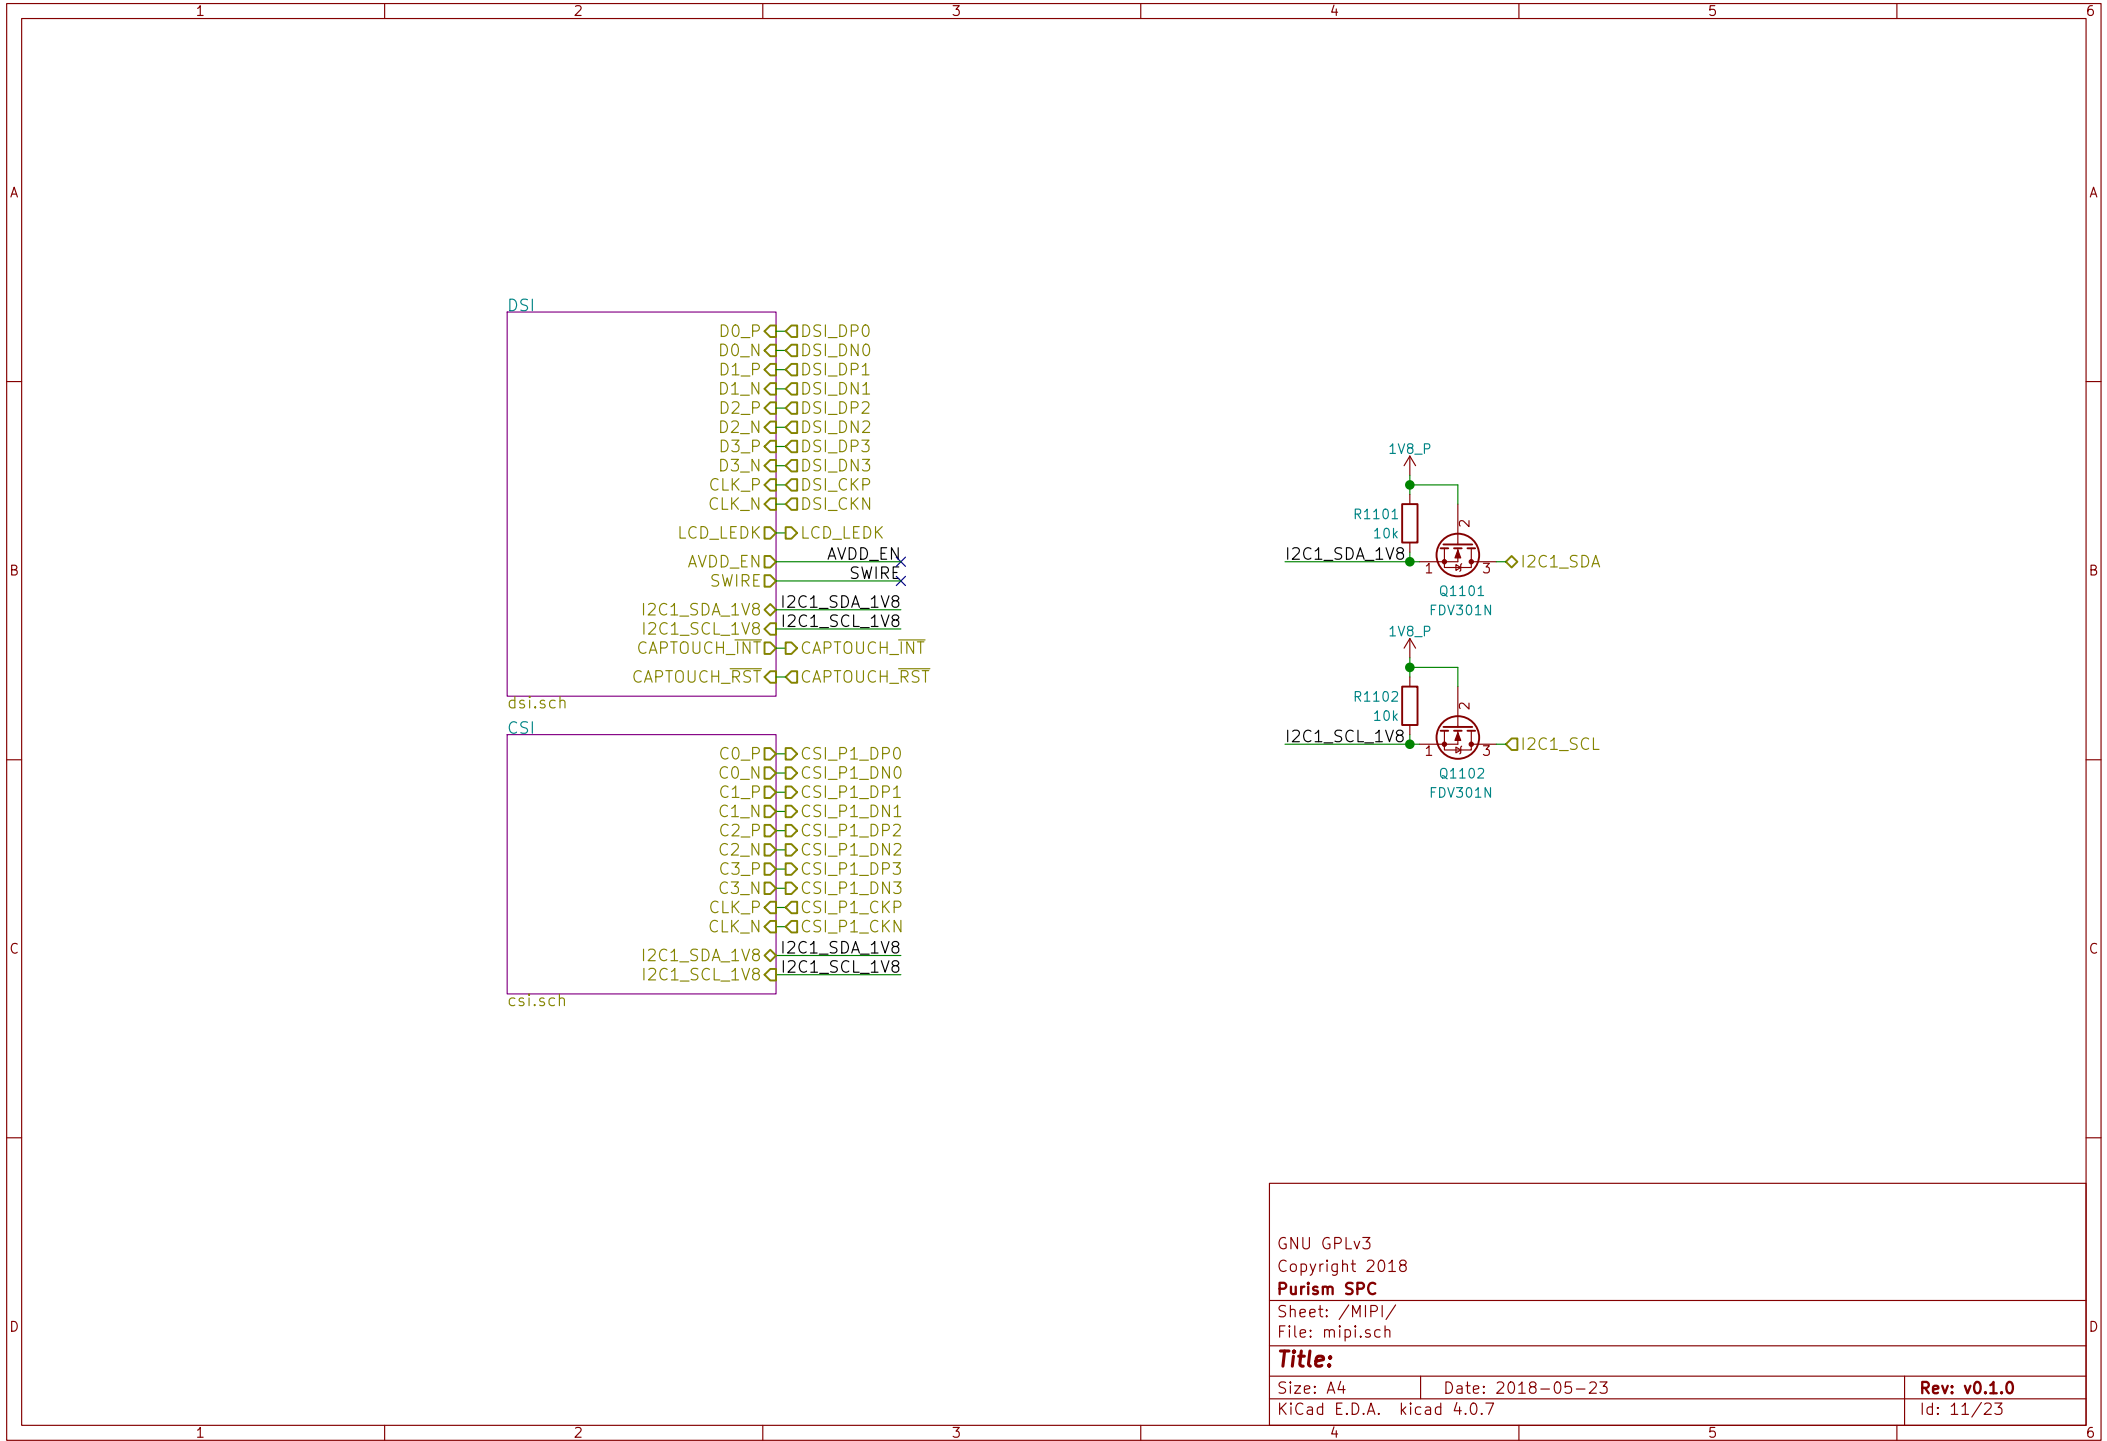 1 2 3 4 5 6
A A
B B
C C
D D
DSI
D0_P DSI_DP0
D0_N DSI_DN0
D1_P DSI_DP1
D1_N DSI_DN1
D2_P DSI_DP2
D2_N DSI_DN2
D3_P DSI_DP3
D3_N DSI_DN3
CLK_P DSI_CKP
CLK_N DSI_CKN
LCD_LEDK LCD_LEDK
AVDD_EN AVDD_EN
SWIRE SWIRE
I2C1_SDA_1V8 I2C1_SDA_1V8
I2C1_SCL_1V8 I2C1_SCL_1V8
CAPTOUCH_INT CAPTOUCH_INT
CAPTOUCH_RST CAPTOUCH_RST
dsi.sch
CSI
C0_P CSI_P1_DP0
C0_N CSI_P1_DN0
C1_P CSI_P1_DP1
C1_N CSI_P1_DN1
C2_P CSI_P1_DP2
C2_N CSI_P1_DN2
C3_P CSI_P1_DP3
C3_N CSI_P1_DN3
CLK_P CSI_P1_CKP
CLK_N CSI_P1_CKN
I2C1_SDA_1V8 I2C1_SDA_1V8
I2C1_SCL_1V8 I2C1_SCL_1V8
csi.sch
1V8_P
R1101
10k
2
I2C1_SDA_1V8
1 3 I2C1_SDA
Q1101
FDV301N
1V8_P
R1102
10k
2
I2C1_SCL_1V8
1 3 I2C1_SCL
Q1102
FDV301N
GNU GPLv3
Copyright 2018
Purism SPC
Sheet: /MIPI/
File: mipi.sch
Title:
Size: A4 Date: 2018-05-23 Rev: v0.1.0
KiCad E.D.A. kicad 4.0.7 Id: 11/23
1 2 3 4 5 6